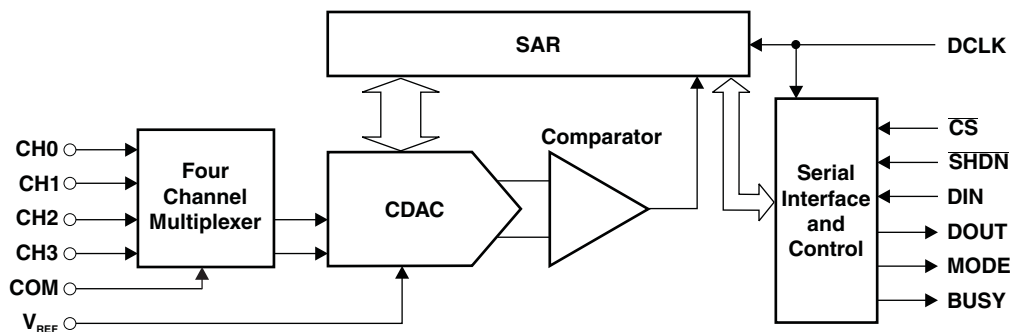 SAR
DCLK
CH0
CH1
CH2
CH3
COM
VREF
Four
Channel
Multiplexer
CDAC
Comparator
Serial
Interface
and
Control
CS
SHDN
DIN
DOUT
MODE
BUSY